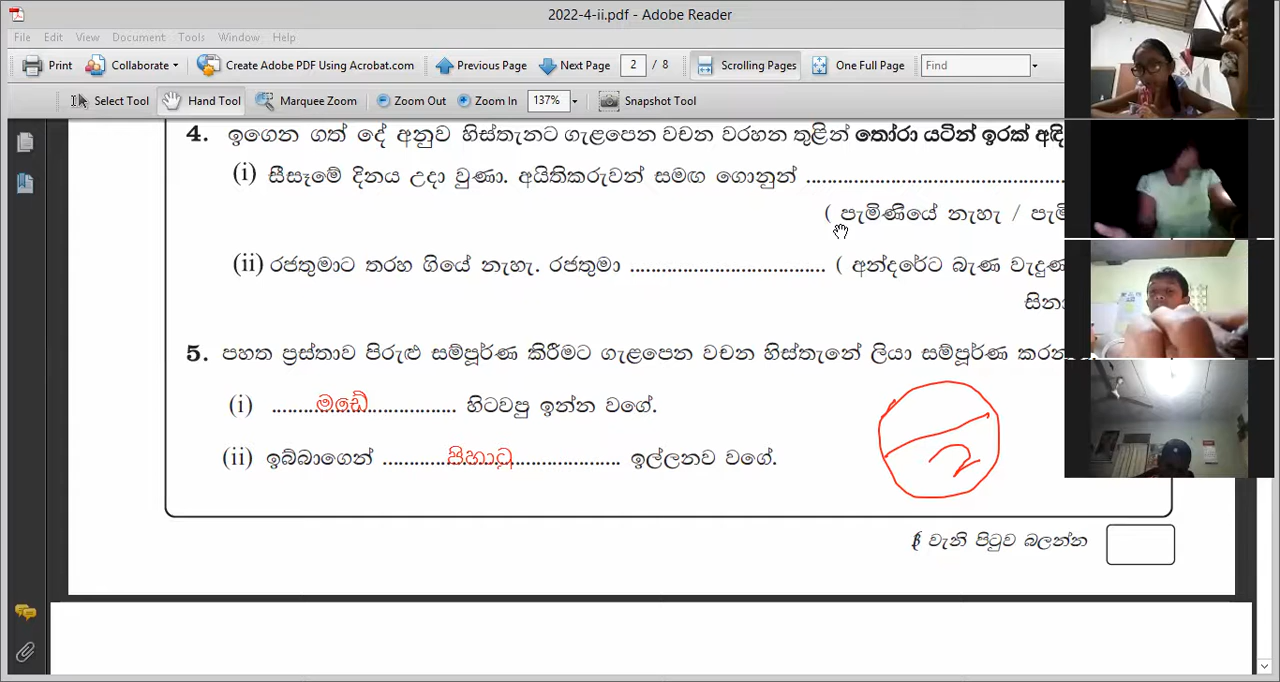 2022-4-ii.pdf - Adobe Reader
File Edit View Document Tools Window Help
Print Collaborate Create Adobe PDF Using Acrobat.com Previous Page Next Page 2 / 8 Scrolling Pages One Full Page Find
Select Tool Hand Tool Marquee Zoom Zoom Out Zoom In 137% Snapshot Tool
4. ඉගෙන ගත් දේ අනුව හිස්තැනට ගැළපෙන වචන වරහන තුළින් තෝරා යටින් ඉරක් අඳි
(i) සීසෑමේ දිනය උදා වුණා. අයිතිකරුවන් සමඟ ගොනුන් ................................................
( පැමිණියේ නැහැ / පැමි
(ii) රජතුමාට තරහ ගියේ නැහැ. රජතුමා .................................... ( අන්දරේට බැණ වැදුණ
සිනා
5. පහත ප්‍රස්තාව පිරුළු සම්පූර්ණ කිරීමට ගැළපෙන වචන හිස්තැනේ ලියා සම්පූර්ණ කරන
(i) ........මඩේ................ හිටවපු ඉන්න වගේ.
(ii) ඉබ්බාගෙන් ............පිහාටු.................... ඉල්ලනව වගේ.
2
වැනි පිටුව බලන්න